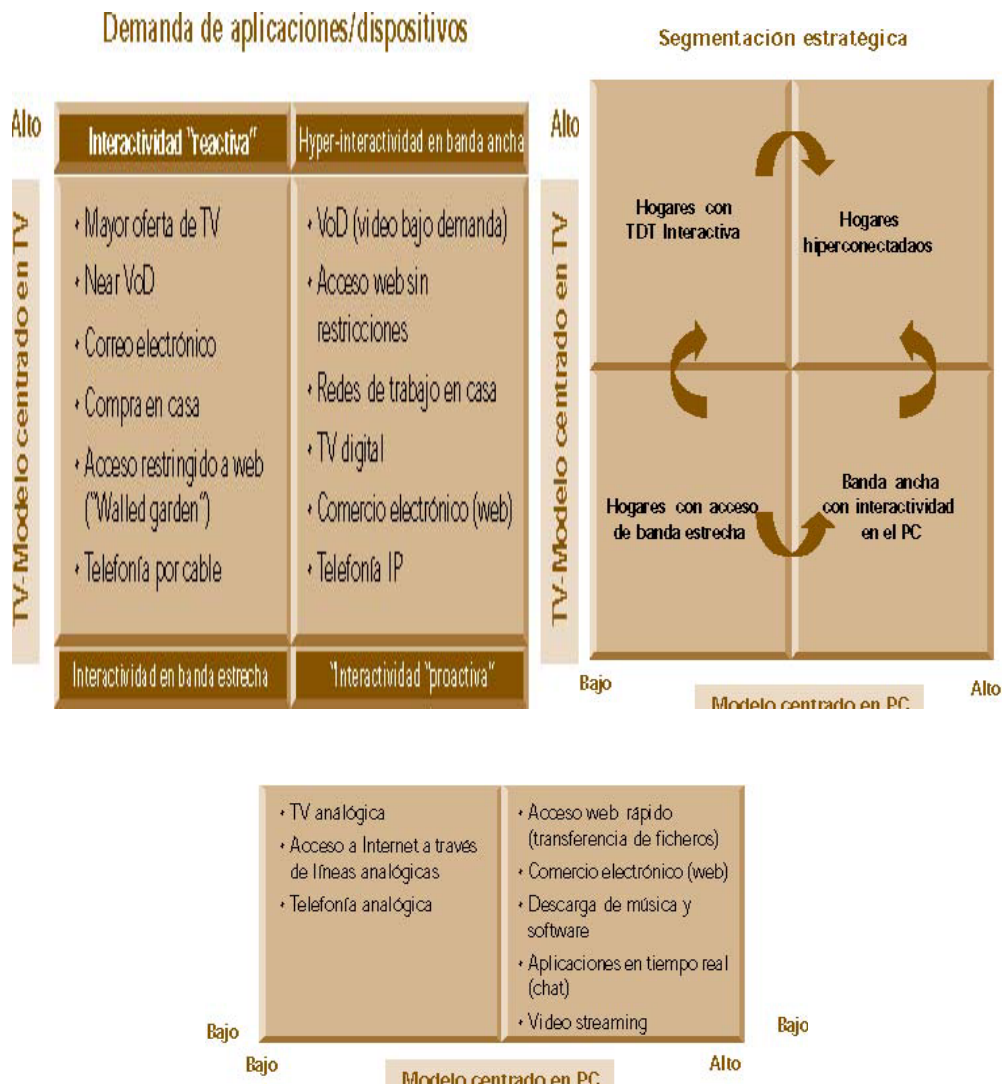 Demanda de aplicaciones/dispositivos
Alto
TV-Modelo centrado en TV
Interactividad "reactiva"
• Mayor oferta de TV
• Near VoD
• Correo electrónico
• Compra en casa
• Acceso restringido a web
("Walled garden")
• Telefonía por cable
Hyper-interactividad en banda ancha
• VoD (video bajo demanda)
• Acceso web sin
restricciones
• Redes de trabajo en casa
• TV digital
• Comercio electrónico (web)
• Telefonía IP
Interactividad en banda estrecha
"Interactividad "proactiva"
Segmentación estratégica
Alto
TV-Modelo centrado en TV
Hogares con
TDT Interactiva
Hogares
hiperconectadaos
Hogares con acceso
de banda estrecha
Banda ancha
con interactividad
en el PC
Bajo
Modelo centrado en PC
Alto
• TV analógica
• Acceso a Internet a través
de líneas analógicas
• Telefonía analógica
• Acceso web rápido
(transferencia de ficheros)
• Comercio electrónico (web)
• Descarga de música y
software
• Aplicaciones en tiempo real
(chat)
• Video streaming
Bajo
Bajo
Bajo
Modelo centrado en PC
Alto